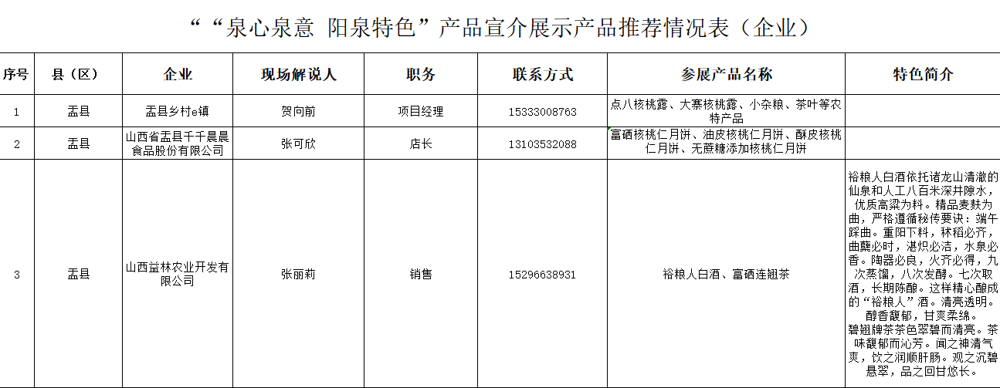 ““泉心泉意 阳泉特色”产品宣介展示产品推荐情况表（企业）
序号 县（区） 企业 现场解说人 职务 联系方式 参展产品名称 特色简介
1 盂县 盂县乡村e镇 贺向前 项目经理 15333008763 点八核桃露、大寨核桃露、小杂粮、茶叶等农
特产品
2 盂县 山西省盂县千千晨晨
食品股份有限公司 张可欣 店长 13103532088 富硒核桃仁月饼、油皮核桃仁月饼、酥皮核桃
仁月饼、无蔗糖添加核桃仁月饼
3 盂县 山西益林农业开发有
限公司 张丽莉 销售 15296638931 裕粮人白酒、富硒连翘茶
裕粮人白酒依托诸龙山清澈的
仙泉和人工八百米深井隙水，
优质高粱为料。精品麦麸为
曲，严格遵循秘传要诀：端午
踩曲。重阳下料，秫稻必齐，
曲蘖必时，湛炽必洁，水泉必
香。陶器必良，火齐必得，九
次蒸馏，八次发酵。七次取
酒，长期陈酿。这样精心酿成
的“裕粮人”酒。清亮透明。
醇香馥郁，甘爽柔绵。
碧翘牌茶茶色翠碧而清亮。茶
味馥郁而沁芳。闻之神清气
爽，饮之润顺肝肠。观之沉碧
悬翠，品之回甘悠长。